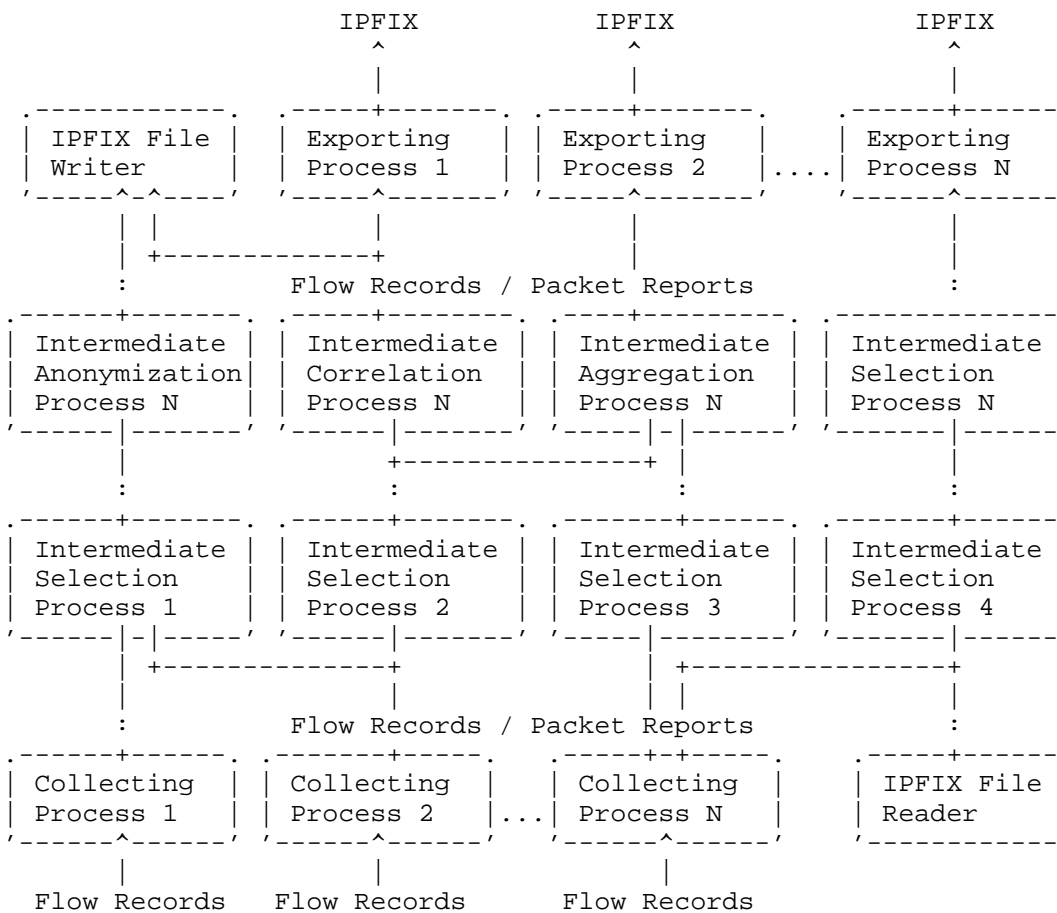 IPFIX IPFIX IPFIX
IPFIX File Exporting Exporting Exporting
Writer Process 1 Process 2 .... Process N
Flow Records / Packet Reports
Intermediate Intermediate Intermediate Intermediate
Anonymization Correlation Aggregation Selection
Process N Process N Process N Process N
Intermediate Intermediate Intermediate Intermediate
Selection Selection Selection Selection
Process 1 Process 2 Process 3 Process 4
Flow Records / Packet Reports
Collecting Collecting Collecting IPFIX File
Process 1 Process 2 ... Process N Reader
Flow Records Flow Records Flow Records